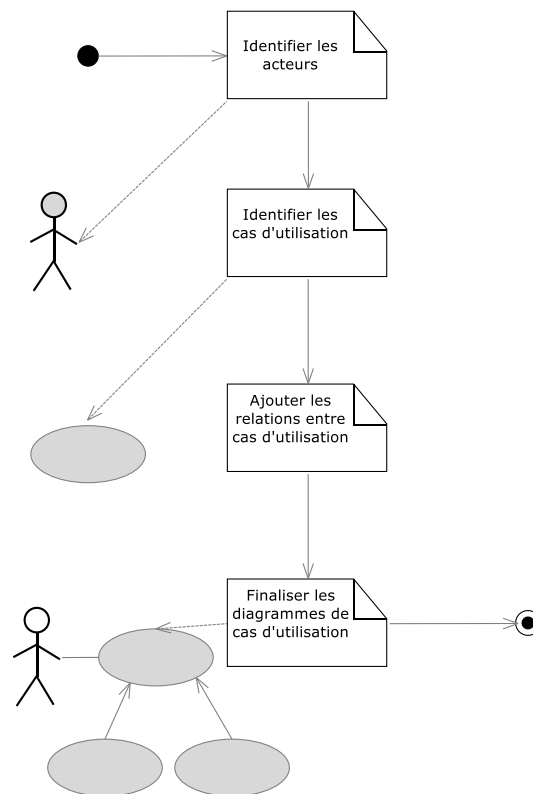 Identifier les
acteurs
Identifier les
cas d'utilisation
Ajouter les
relations entre
cas d'utilisation
Finaliser les
diagrammes de
cas d'utilisation